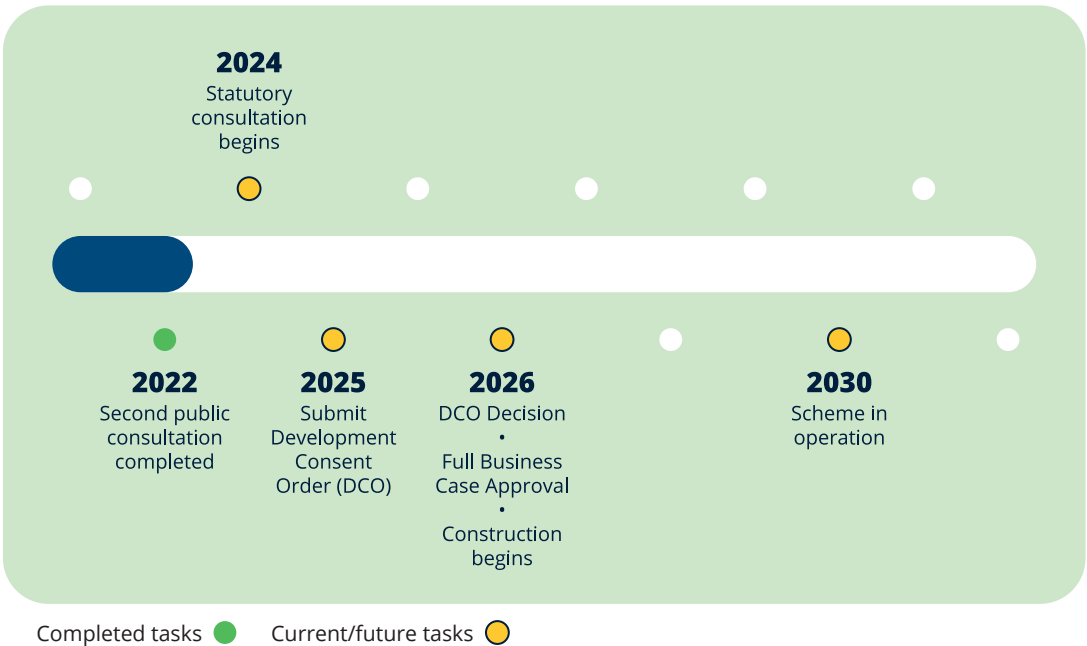 2024
Statutory
consultation
begins
2022
Second public
consultation
completed
2025
Submit
Development
Consent
Order (DCO)
2026
DCO Decision
•
Full Business
Case Approval
•
Construction
begins
2030
Scheme in
operation
Completed tasks
Current/future tasks